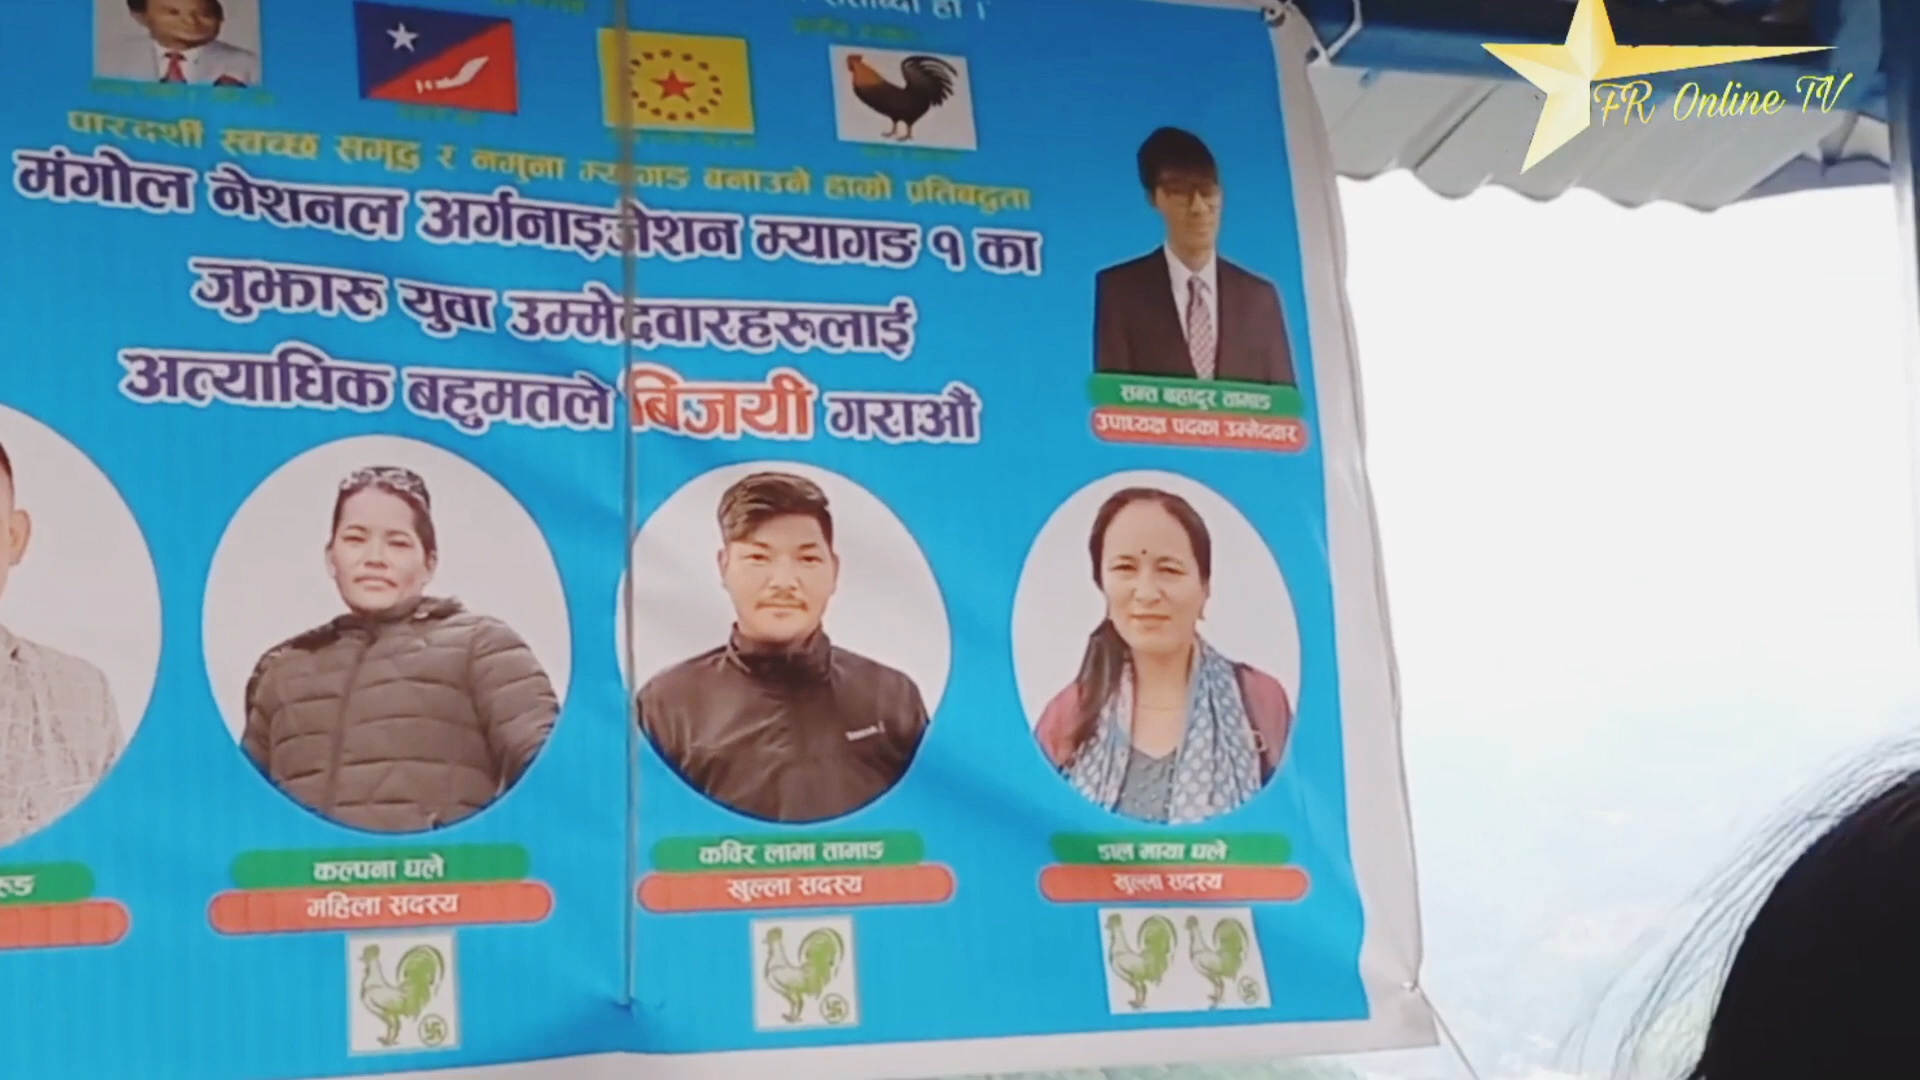 हो ।
FR Online TV
पारदर्शी स्वच्छ समृद्ध र नमुना म्यागङ बनाउने हाम्रो प्रतिबद्धता
मंगोल नेशनल अर्गनाइजेशन म्यागङ १ का
जुझारू युवा उम्मेदवारहरूलाई
अत्याधिक बहुमतले बिजयी गराऔं
सन्त बहादुर तामाङ
उपाध्यक्ष पदका उम्मेदवार
कल्पना घले
महिला सदस्य
कविर लामा तामाङ
खुल्ला सदस्य
डाल माया घले
खुल्ला सदस्य